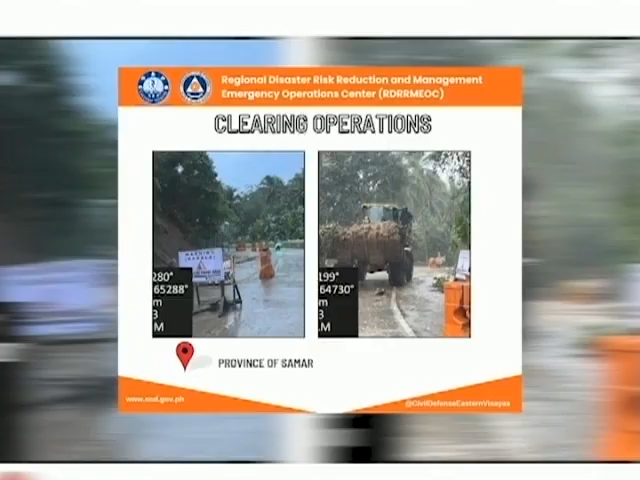 Regional Disaster Risk Reduction and Management
Emergency Operations Center (RDRRMEOC)
CLEARING OPERATIONS
WARNING
280°
65288°
m
3
.M
199°
64730°
m
3
.M
PROVINCE OF SAMAR
www.ocd.gov.ph
@CivilDefenseEasternVisayas